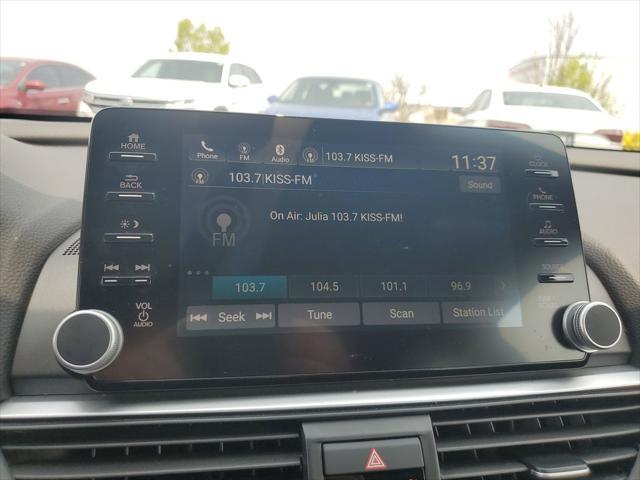 HOME
BACK
VOL
AUDIO
Phone
FM
Audio
103.7 KISS-FM
11:37
103.7|KISS-FM
Sound
FM
On Air: Julia 103.7 KISS-FM!
103.7
104.5
101.1
96.9
Seek
Tune
Scan
Station List
CLOCK
PHONE
AUDIO